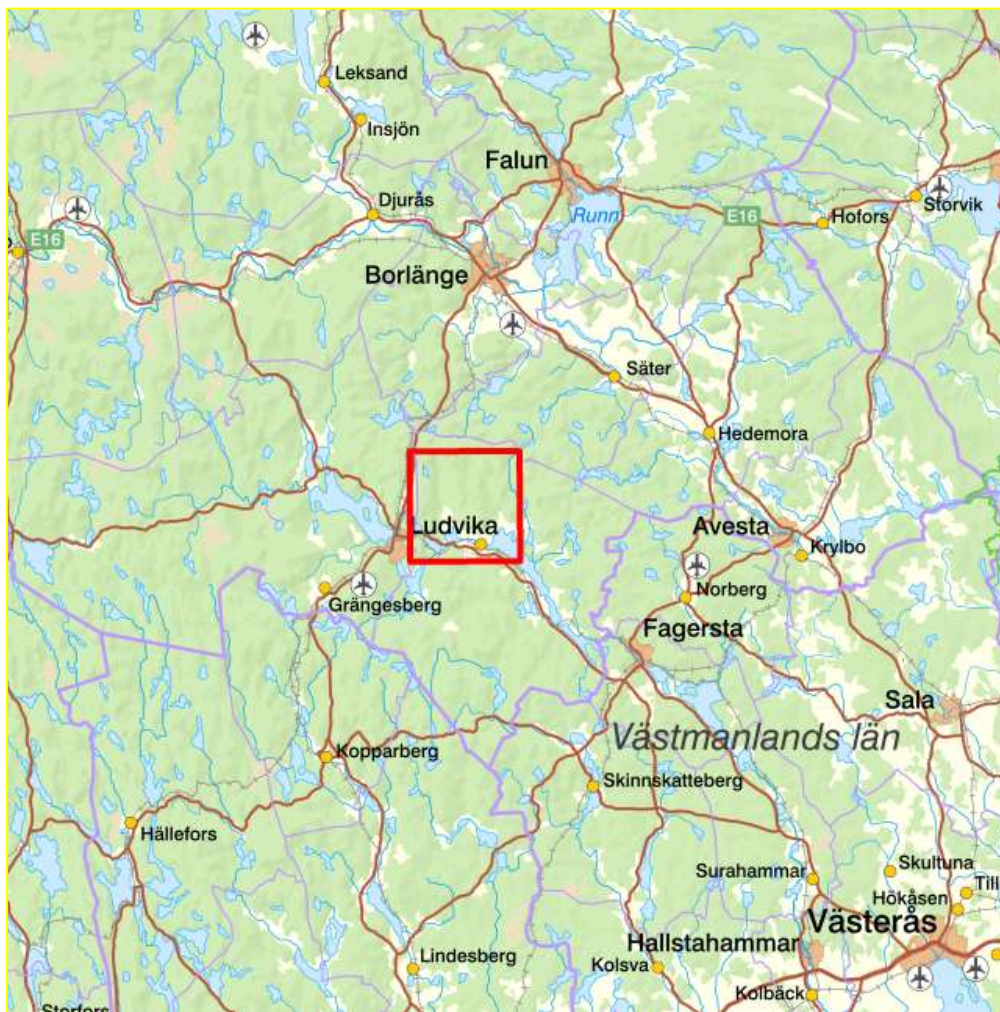 Leksand
Insjön
Falun
Djurås
Runn
E16
Hofors
Storvik
E16
Borlänge
Säter
Hedemora
Ludvika
Avesta
Krylbo
Grängesberg
Norberg
Fagersta
Sala
Västmanlands län
Kopparberg
Skinnskatteberg
Hällefors
Surahammar
Skultuna
Till
Hökåsen
Västerås
Hallstahammar
Lindesberg
Kolsva
Kolbäck
Storfors